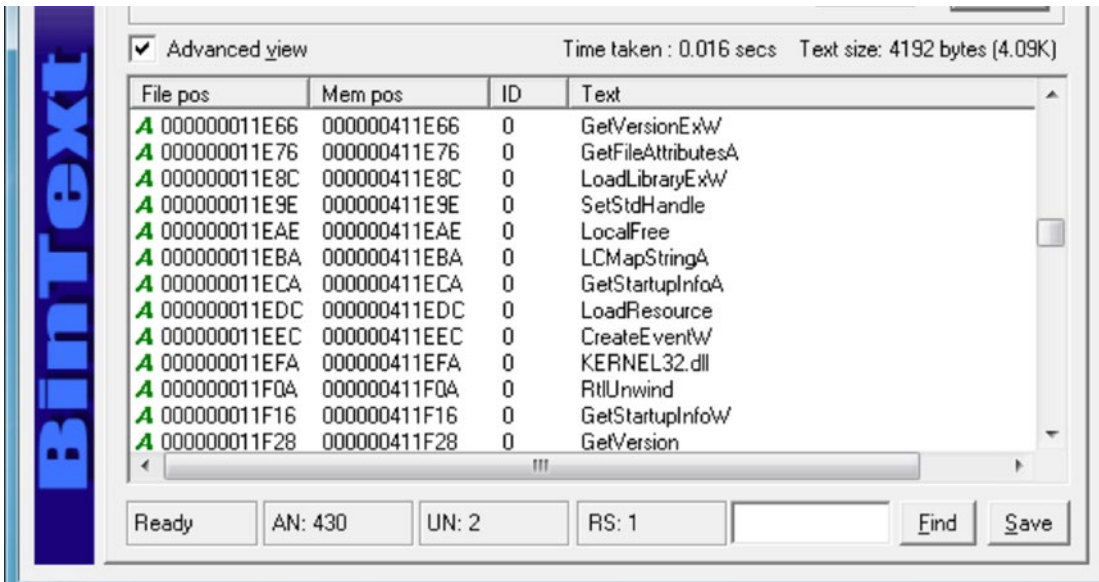 BinText
Advanced view Time taken : 0.016 secs Text size: 4192 bytes (4.09K)
File pos Mem pos ID Text
A 000000011E66 000000411E66 0 GetVersionExW
A 000000011E76 000000411E76 0 GetFileAttributesA
A 000000011E8C 000000411E8C 0 LoadLibraryExW
A 000000011E9E 000000411E9E 0 SetStdHandle
A 000000011EAE 000000411EAE 0 LocalFree
A 000000011EBA 000000411EBA 0 LCMapStringA
A 000000011ECA 000000411ECA 0 GetStartupInfoA
A 000000011EDC 000000411EDC 0 LoadResource
A 000000011EEC 000000411EEC 0 CreateEventW
A 000000011EFA 000000411EFA 0 KERNEL32.dll
A 000000011F0A 000000411F0A 0 RtlUnwind
A 000000011F16 000000411F16 0 GetStartupInfoW
A 000000011F28 000000411F28 0 GetVersion
Ready AN: 430 UN: 2 RS: 1 Find Save